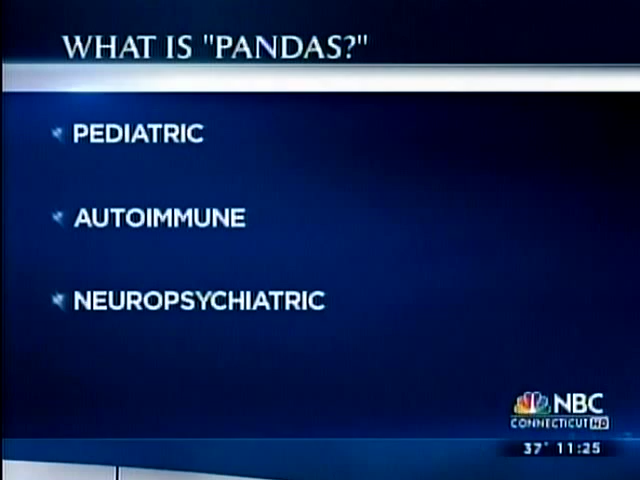 WHAT IS "PANDAS?"
PEDIATRIC
AUTOIMMUNE
NEUROPSYCHIATRIC
NBC
CONNECTICUT HD
37° 11:25